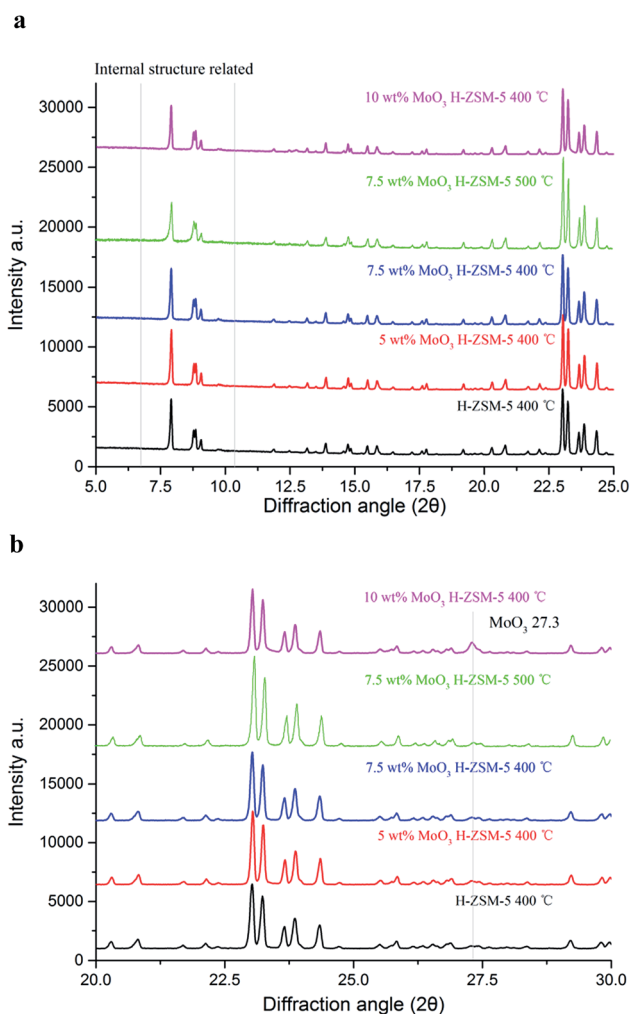 a
Internal structure related
10 wt% MoO3 H-ZSM-5 400 ℃
7.5 wt% MoO3 H-ZSM-5 500 ℃
7.5 wt% MoO3 H-ZSM-5 400 ℃
5 wt% MoO3 H-ZSM-5 400 ℃
H-ZSM-5 400 ℃
30000
25000
20000
15000
10000
5000
0
Intensity a.u.
5.0 7.5 10.0 12.5 15.0 17.5 20.0 22.5 25.0
Diffraction angle (2θ)
b
10 wt% MoO3 H-ZSM-5 400 ℃
MoO3 27.3
7.5 wt% MoO3 H-ZSM-5 500 ℃
7.5 wt% MoO3 H-ZSM-5 400 ℃
5 wt% MoO3 H-ZSM-5 400 ℃
H-ZSM-5 400 ℃
30000
25000
20000
15000
10000
5000
0
Intensity a.u.
20.0 22.5 25.0 27.5 30.0
Diffraction angle (2θ)